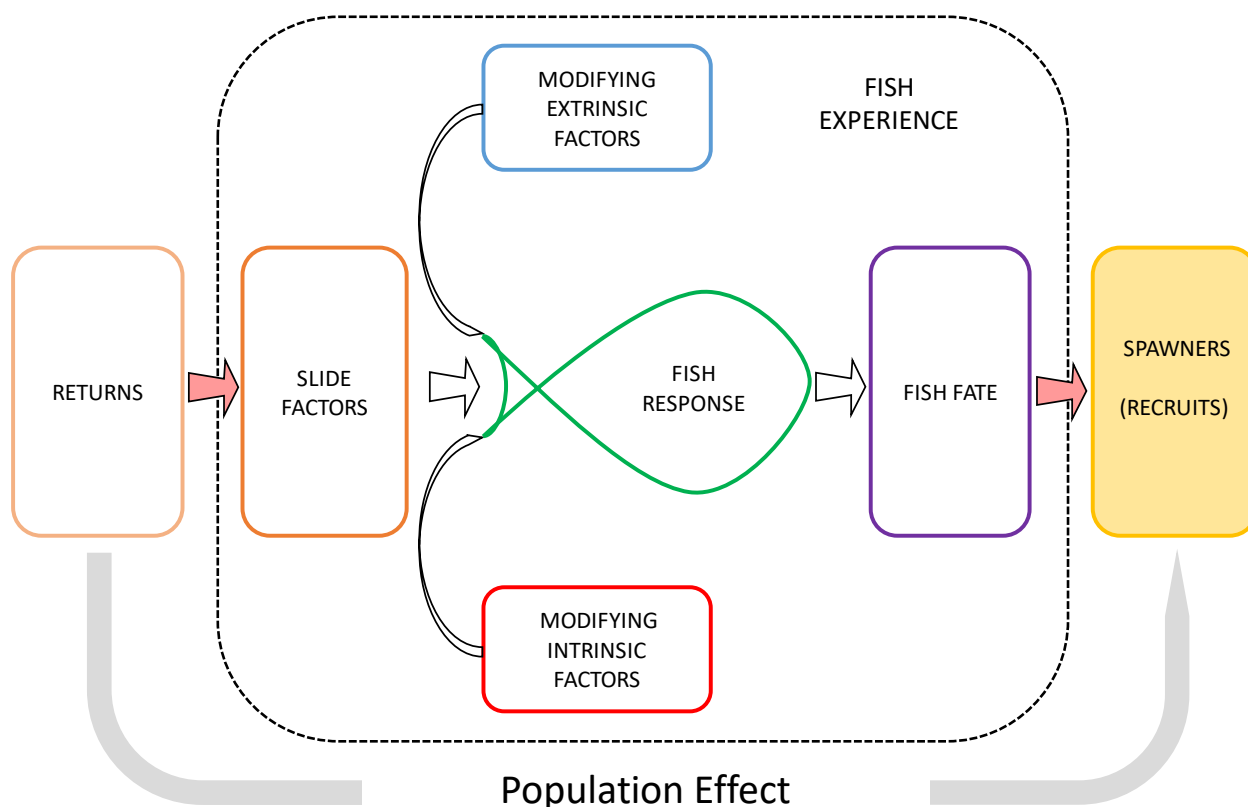 MODIFYING
EXTRINSIC
FACTORS
FISH
EXPERIENCE
RETURNS
SLIDE
FACTORS
FISH
RESPONSE
FISH FATE
SPAWNERS
(RECRUITS)
MODIFYING
INTRINSIC
FACTORS
Population Effect